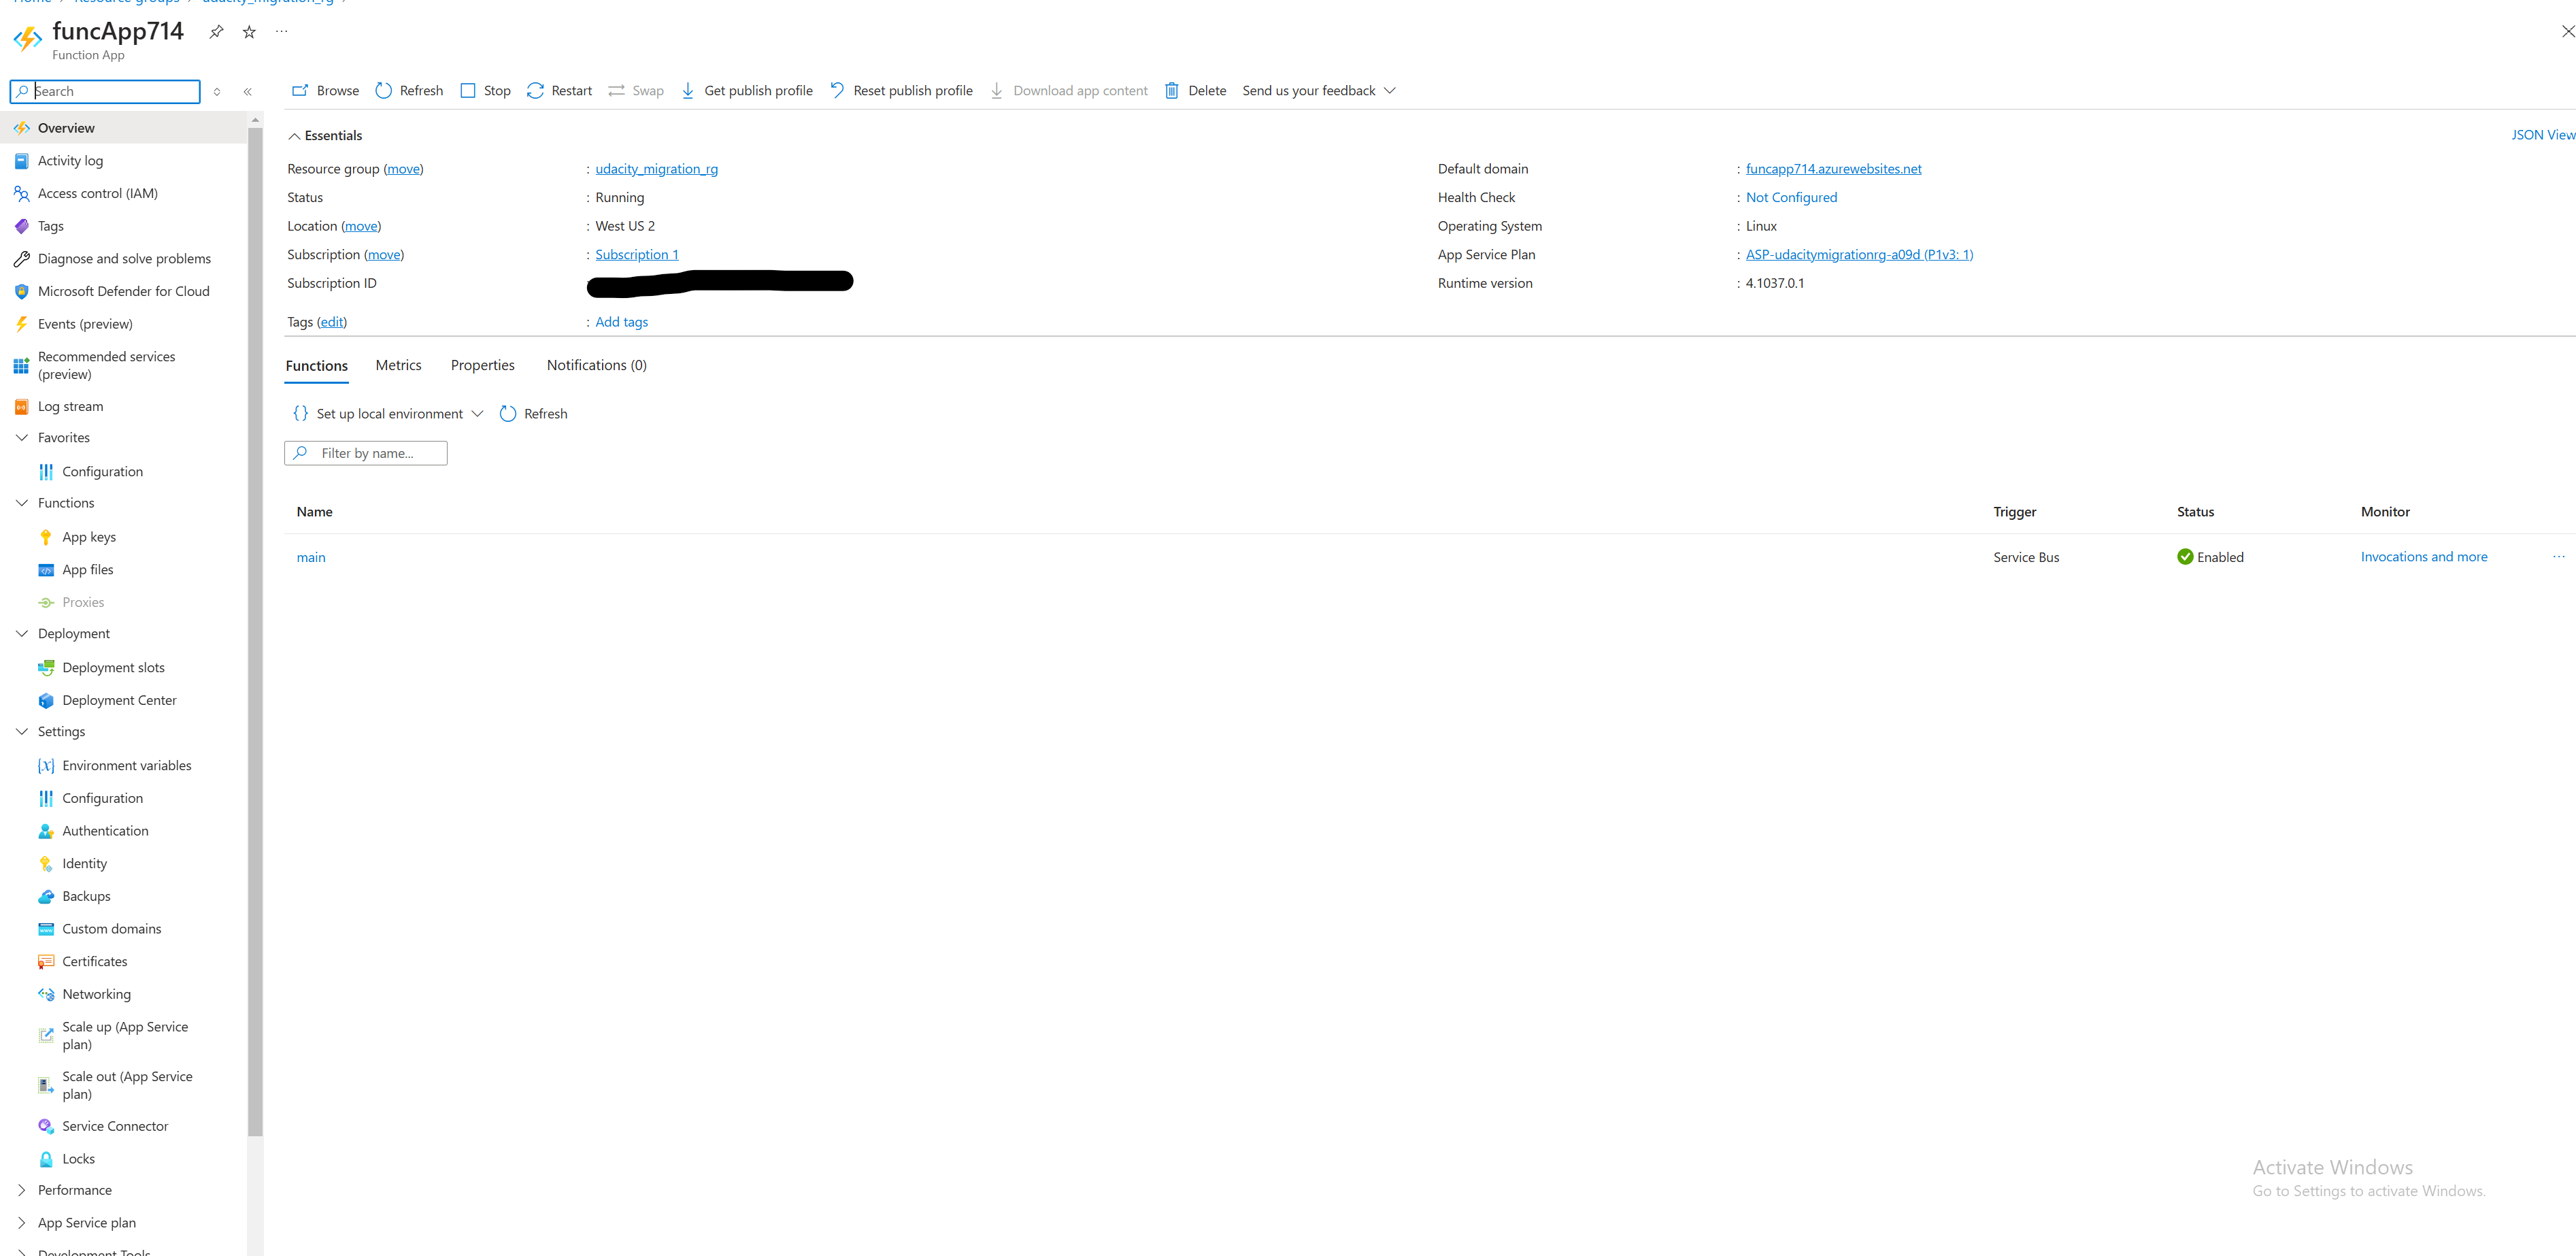 Home > Resource groups > udacity_migration_rg >
funcApp714
Function App
Search
Browse Refresh Stop Restart Swap Get publish profile Reset publish profile Download app content Delete Send us your feedback
Overview
Activity log
Access control (IAM)
Tags
Diagnose and solve problems
Microsoft Defender for Cloud
Events (preview)
Recommended services
(preview)
Log stream
Favorites
Configuration
Functions
App keys
App files
Proxies
Deployment
Deployment slots
Deployment Center
Settings
Environment variables
Configuration
Authentication
Identity
Backups
Custom domains
Certificates
Networking
Scale up (App Service
plan)
Scale out (App Service
plan)
Service Connector
Locks
Performance
App Service plan
Development Tools
Essentials
JSON View
Resource group (move) : udacity_migration_rg
Status : Running
Location (move) : West US 2
Subscription (move) : Subscription 1
Subscription ID
Tags (edit) : Add tags
Default domain : funcapp714.azurewebsites.net
Health Check : Not Configured
Operating System : Linux
App Service Plan : ASP-udacitymigrationrg-a09d (P1v3: 1)
Runtime version : 4.1037.0.1
Functions Metrics Properties Notifications (0)
Set up local environment Refresh
Filter by name...
Name Trigger Status Monitor
main Service Bus Enabled Invocations and more
Activate Windows
Go to Settings to activate Windows.